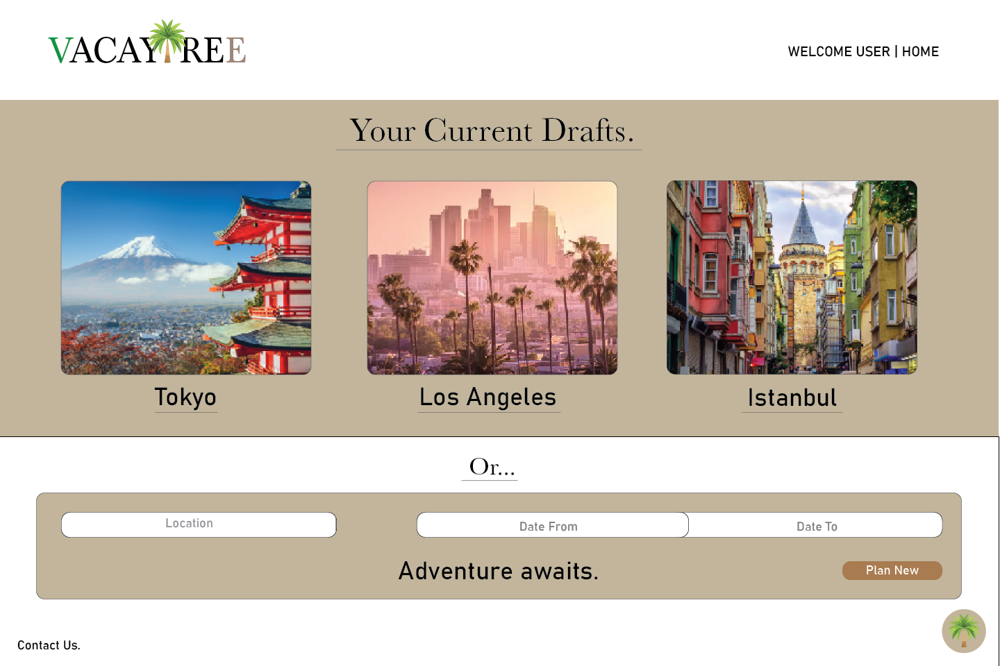 VACAYTREE
WELCOME USER | HOME
Your Current Drafts.
Tokyo
Los Angeles
Istanbul
Or...
Location
Date From
Date To
Adventure awaits.
Plan New
Contact Us.